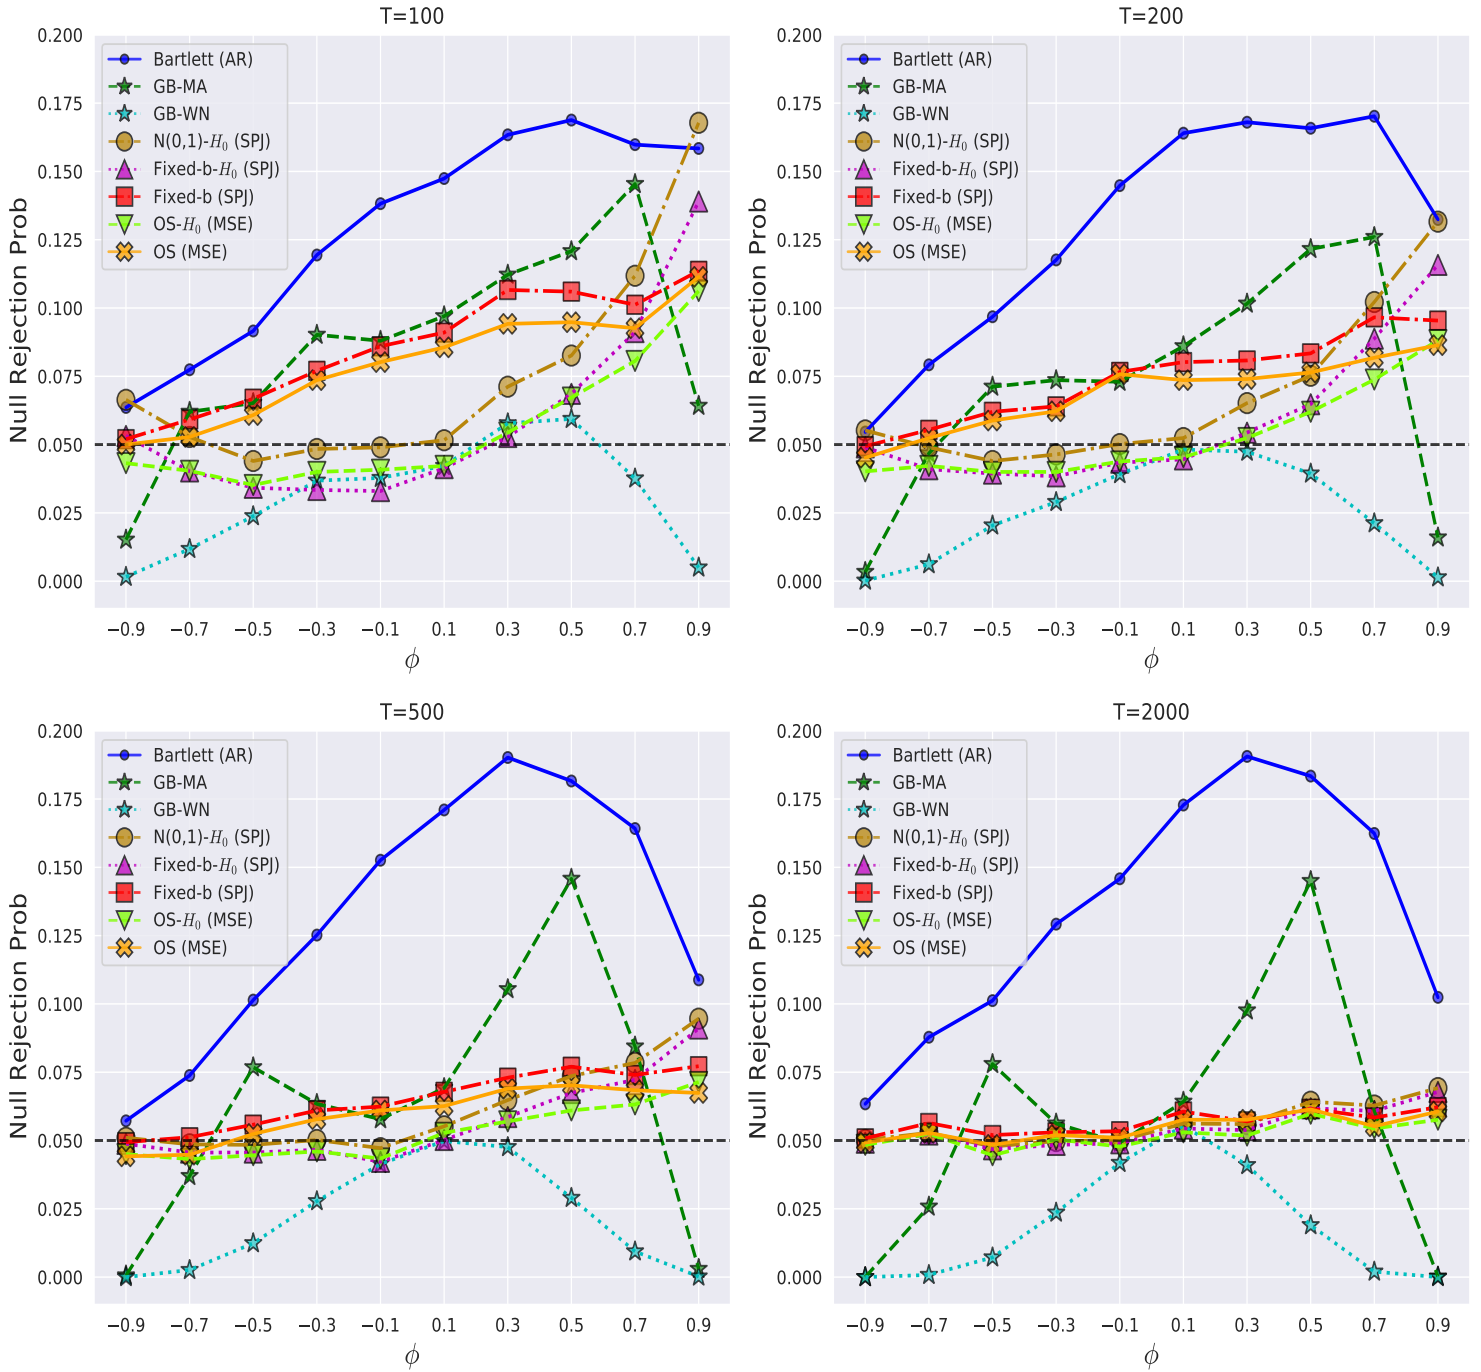 T=100
0.200
0.175
0.150
0.125
0.100
0.075
0.050
0.025
0.000
Null Rejection Prob
Bartlett (AR)
GB-MA
GB-WN
N(0,1)-H₀ (SPJ)
Fixed-b-H₀ (SPJ)
Fixed-b (SPJ)
OS-H₀ (MSE)
OS (MSE)
−0.9 −0.7 −0.5 −0.3 −0.1 0.1 0.3 0.5 0.7 0.9
ϕ
T=200
0.200
0.175
0.150
0.125
0.100
0.075
0.050
0.025
0.000
Null Rejection Prob
Bartlett (AR)
GB-MA
GB-WN
N(0,1)-H₀ (SPJ)
Fixed-b-H₀ (SPJ)
Fixed-b (SPJ)
OS-H₀ (MSE)
OS (MSE)
−0.9 −0.7 −0.5 −0.3 −0.1 0.1 0.3 0.5 0.7 0.9
ϕ
T=500
0.200
0.175
0.150
0.125
0.100
0.075
0.050
0.025
0.000
Null Rejection Prob
Bartlett (AR)
GB-MA
GB-WN
N(0,1)-H₀ (SPJ)
Fixed-b-H₀ (SPJ)
Fixed-b (SPJ)
OS-H₀ (MSE)
OS (MSE)
−0.9 −0.7 −0.5 −0.3 −0.1 0.1 0.3 0.5 0.7 0.9
ϕ
T=2000
0.200
0.175
0.150
0.125
0.100
0.075
0.050
0.025
0.000
Null Rejection Prob
Bartlett (AR)
GB-MA
GB-WN
N(0,1)-H₀ (SPJ)
Fixed-b-H₀ (SPJ)
Fixed-b (SPJ)
OS-H₀ (MSE)
OS (MSE)
−0.9 −0.7 −0.5 −0.3 −0.1 0.1 0.3 0.5 0.7 0.9
ϕ